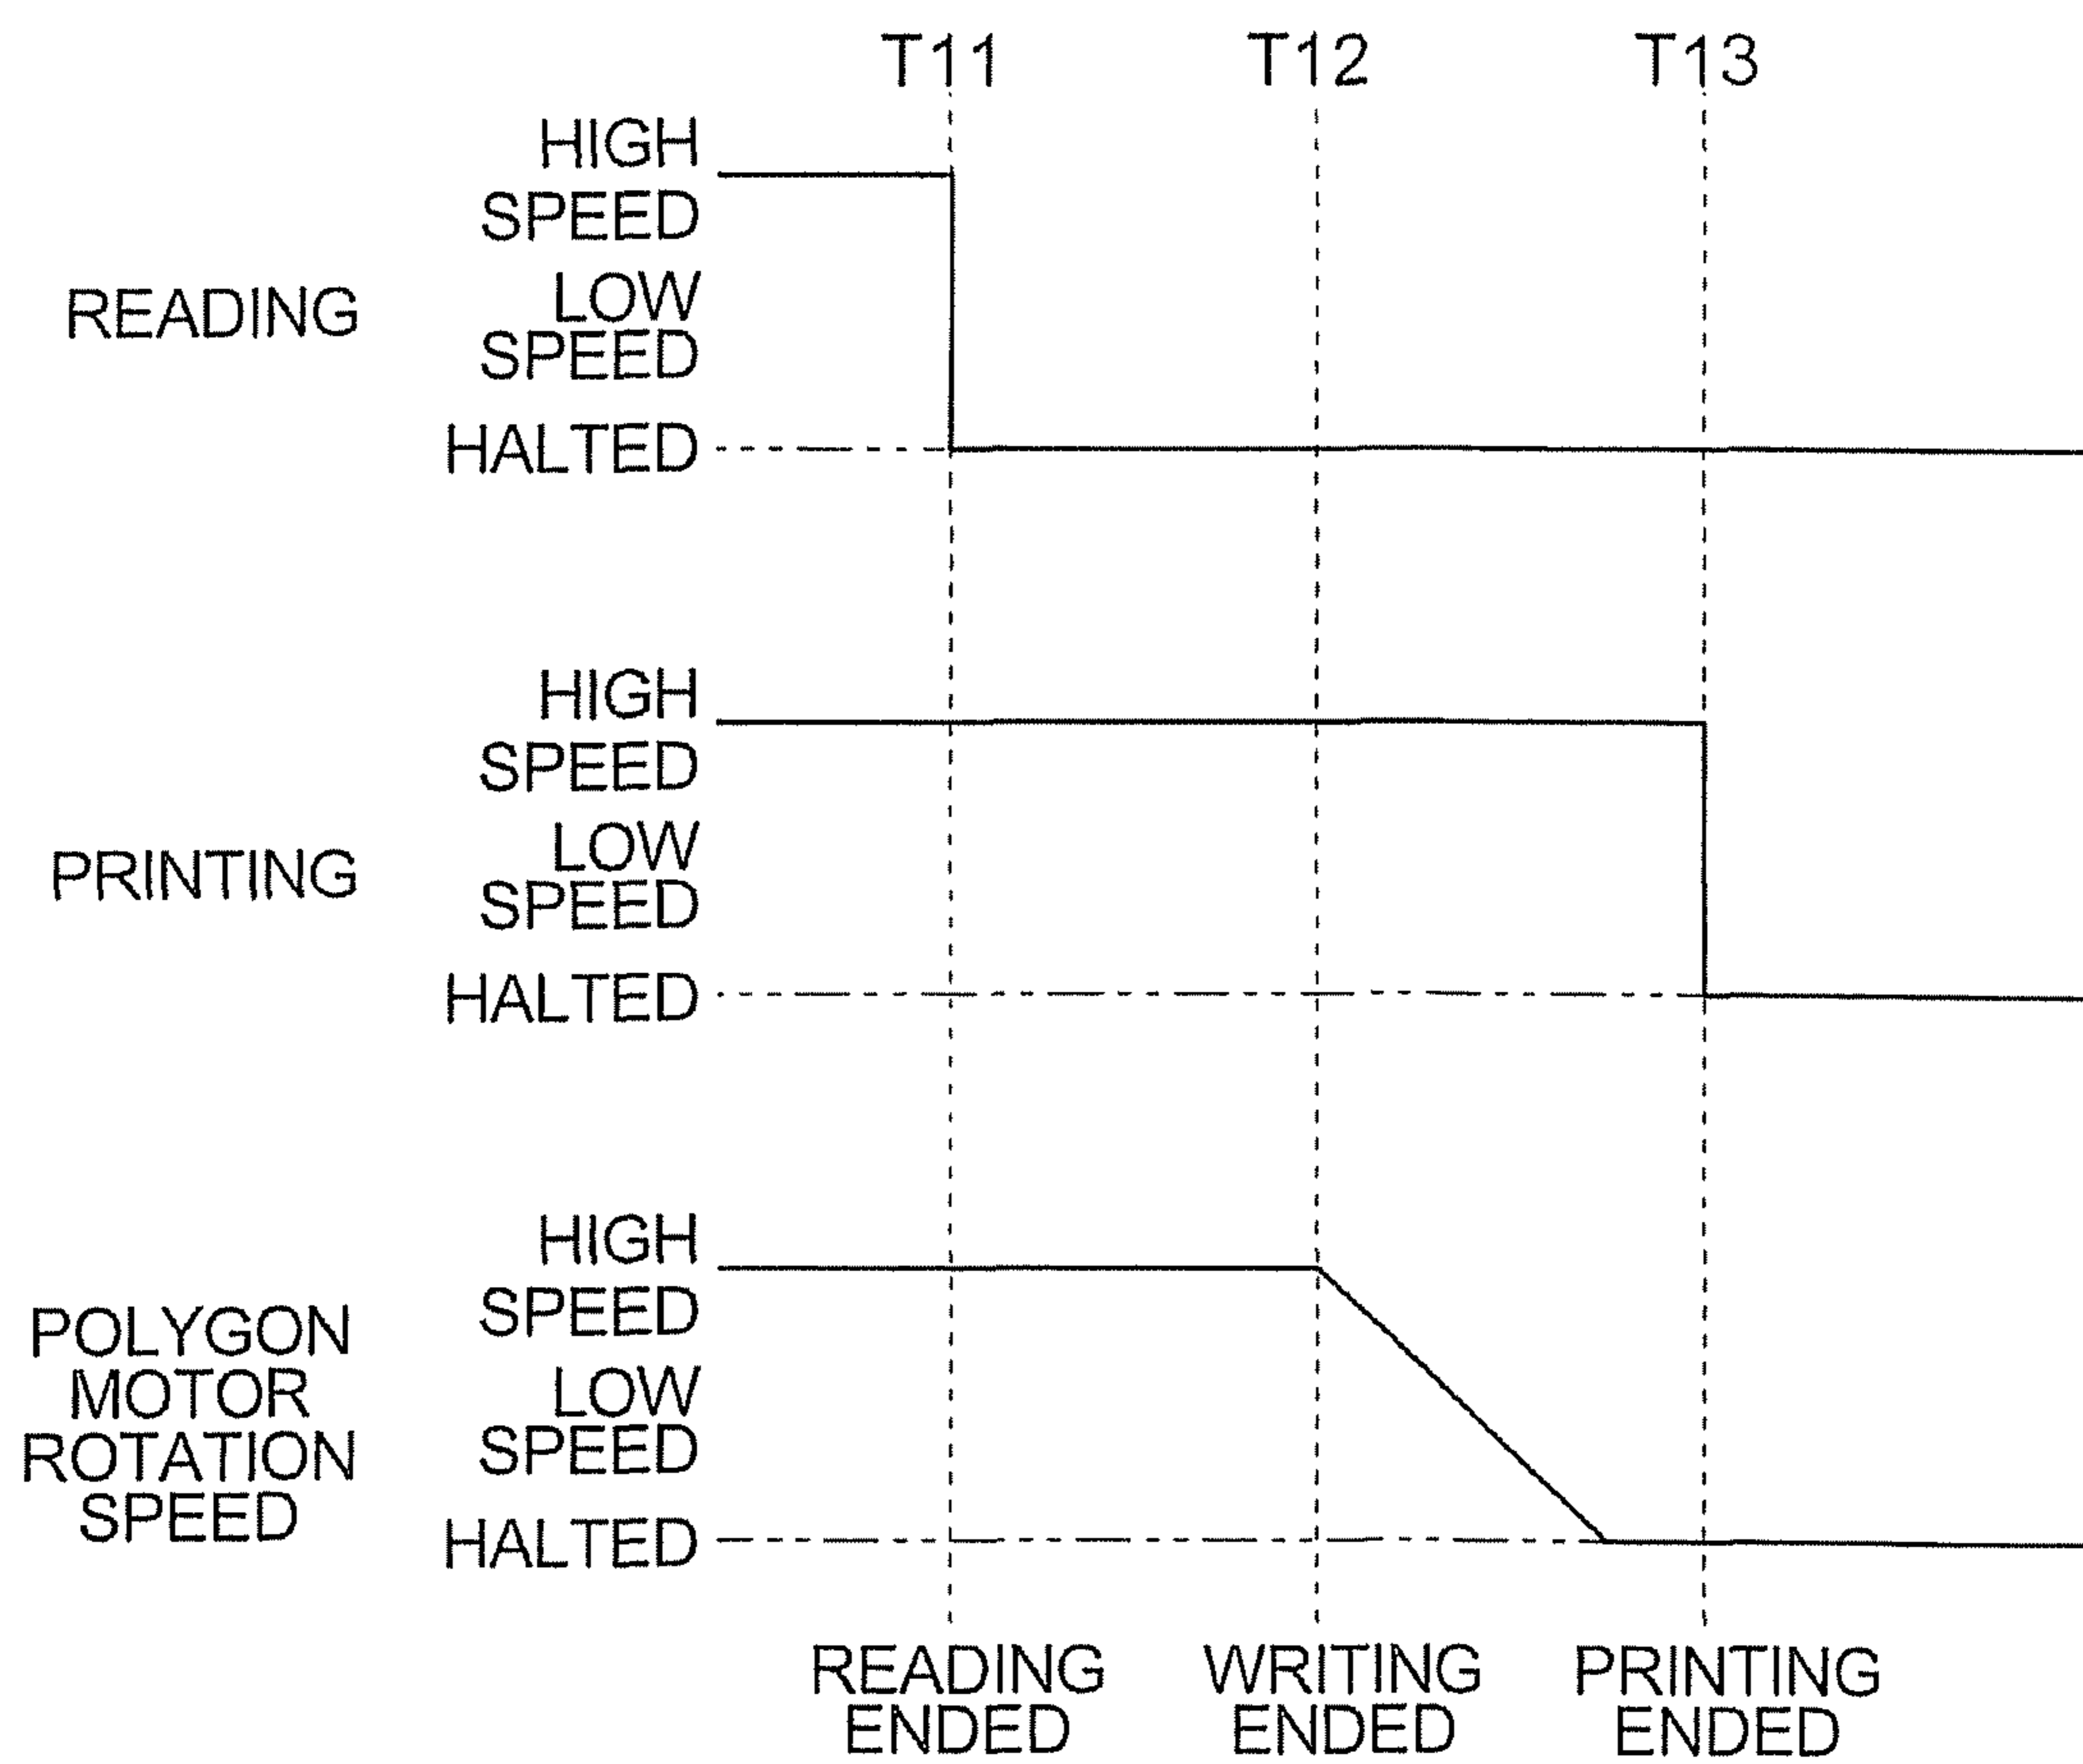 T11 T12 T13
HIGH
SPEED
LOW
SPEED
HALTED
READING
HIGH
SPEED
LOW
SPEED
HALTED
PRINTING
HIGH
SPEED
LOW
SPEED
HALTED
POLYGON
MOTOR
ROTATION
SPEED
READING
ENDED
WRITING
ENDED
PRINTING
ENDED